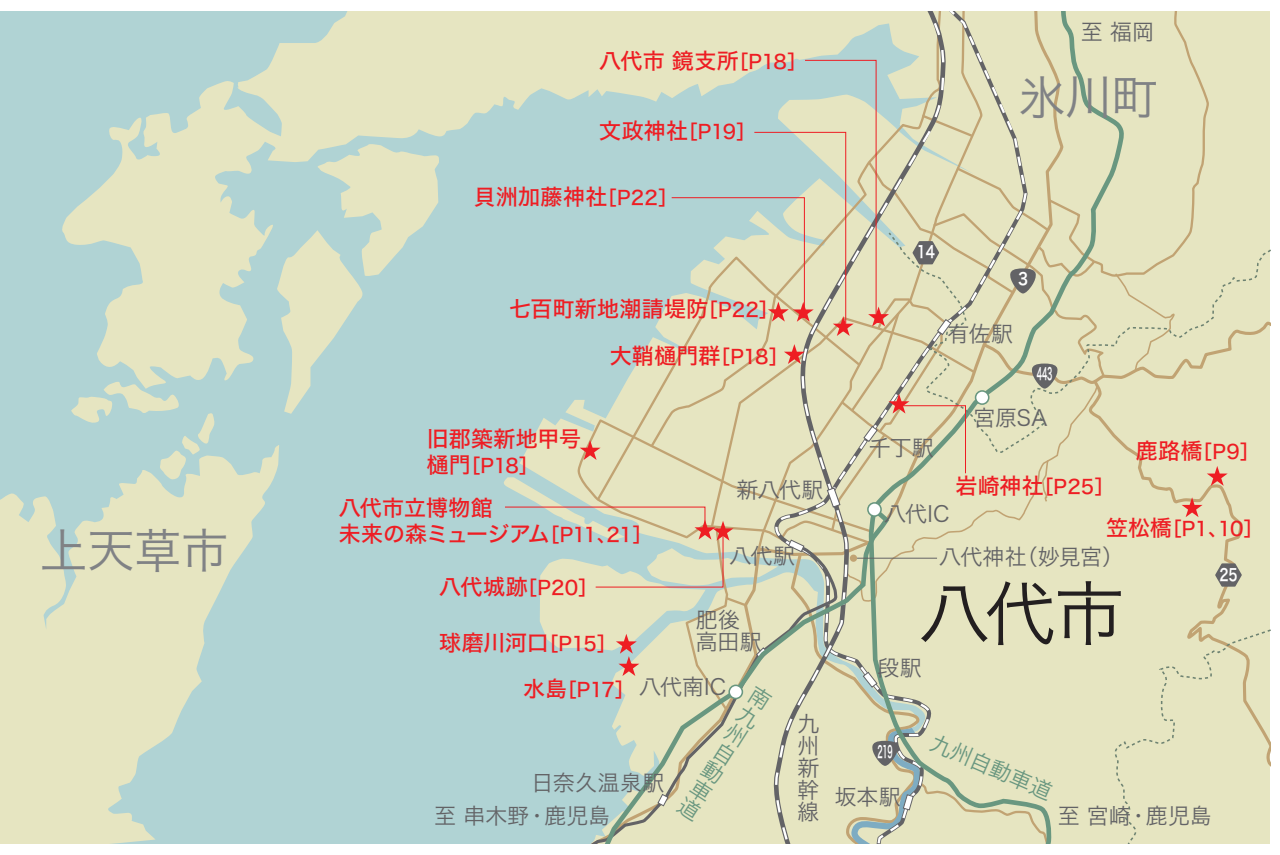 至 福岡
八代市 鏡支所[P18]
氷川町
文政神社[P19]
貝洲加藤神社[P22]
14
3
七百町新地潮請堤防[P22]
有佐駅
大鞘樋門群[P18]
443
宮原SA
旧郡築新地甲号
樋門[P18]
千丁駅
鹿路橋[P9]
岩崎神社[P25]
新八代駅
八代市立博物館
未来の森ミュージアム[P11、21]
八代IC
笠松橋[P1、10]
八代駅
八代神社(妙見宮)
25
八代城跡[P20]
上天草市
八代市
肥後
高田駅
球磨川河口[P15]
水島[P17]
八代南IC
段駅
南九州自動車道
九州新幹線
219
九州自動車道
日奈久温泉駅
坂本駅
至 串木野・鹿児島
至 宮崎・鹿児島